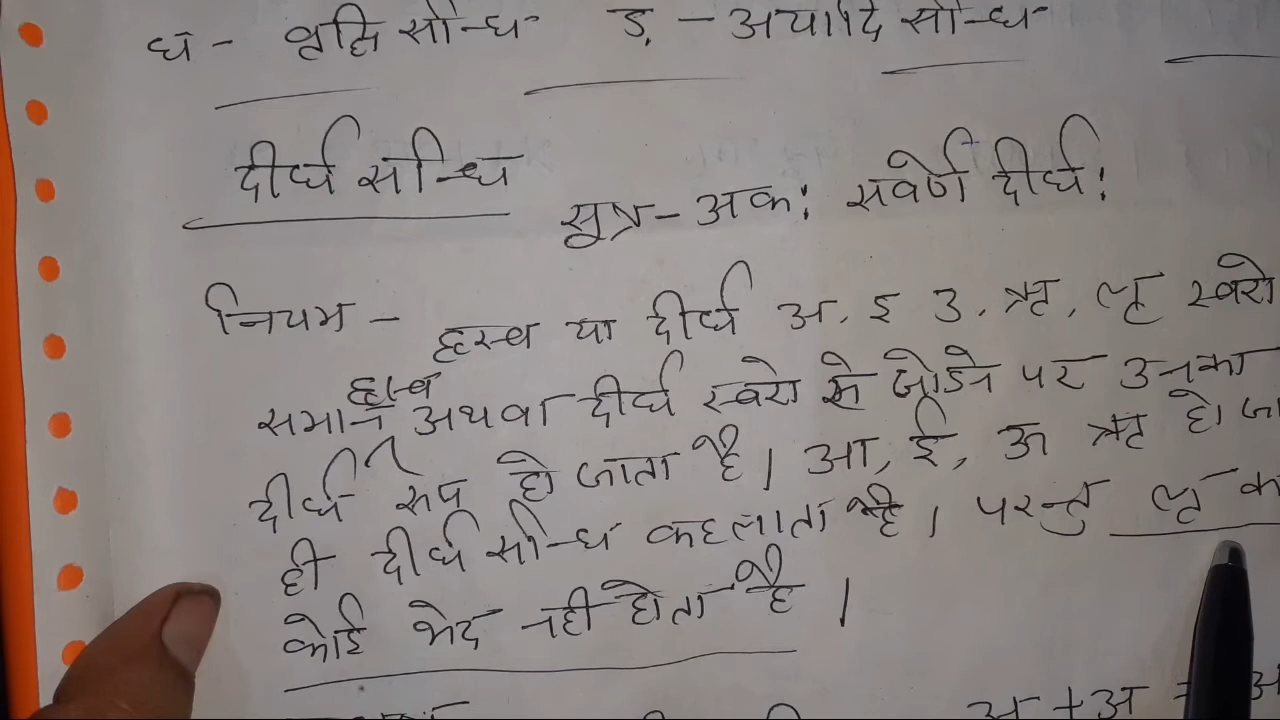 घ - वृद्धि सन्धि ड. - अयादि सन्धि
दीर्घ सन्धि
सूत्र - अक: सवर्णे दीर्घ:
नियम -
ह्रस्व या दीर्घ अ, इ उ, ऋ, लृ स्वरो
ह्रस्व
समान अथवा दीर्घ स्वरो से जोडने पर उनका
दीर्घ रूप हो जाता है। आ, ई, ऊ ॠ हो जा
ही दीर्घ सन्धि कहलाता है। परन्तु लृ का
कोई भेद नही होता है।
अ + अ = अ